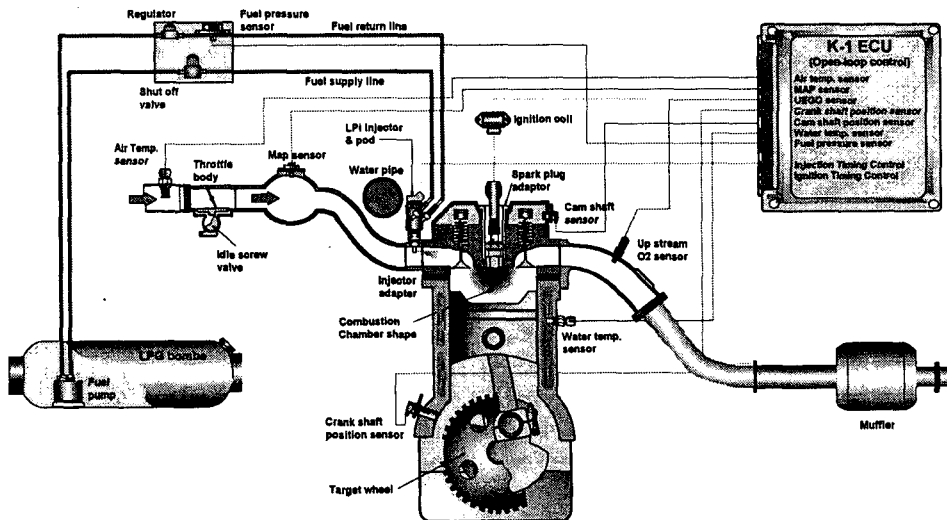 Regulator
Fuel pressure
sensor
Fuel return line
Fuel supply line
Shut off
valve
K-1 ECU
(Open-loop control)
Air temp. sensor
MAP sensor
UEGO sensor
Crank shaft position sensor
Cam shaft position sensor
Water temp. sensor
Fuel pressure sensor
Injection Timing Control
Ignition Timing Control
Ignition coil
LPi Injector
& pod
Air Temp.
sensor
Throttle
body
Map sensor
Water pipe
Spark plug
adaptor
Cam shaft
sensor
Idle screw
valve
Up stream
O2 sensor
Injector
adapter
Combustion
Chamber shape
Water temp.
sensor
LPG bombe
Fuel
pump
Crank shaft
position sensor
Target wheel
Muffler